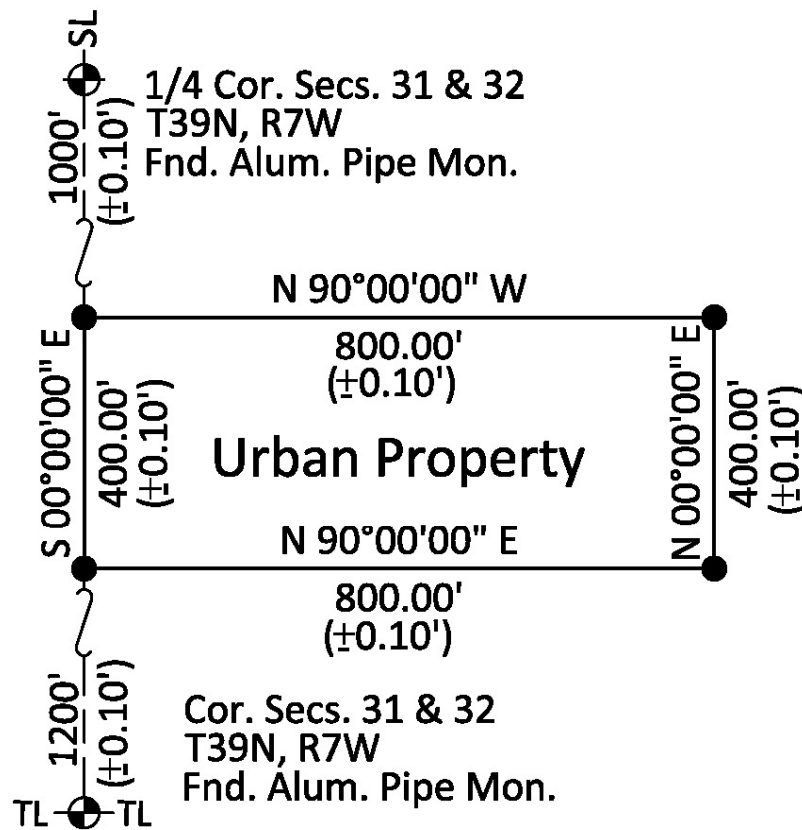 SL
1/4 Cor. Secs. 31 & 32
T39N, R7W
Fnd. Alum. Pipe Mon.
1000'
(±0.10')
N 90°00'00" W
800.00'
(±0.10')
S 00°00'00" E
400.00'
(±0.10')
Urban Property
N 00°00'00" E
400.00'
(±0.10')
N 90°00'00" E
800.00'
(±0.10')
1200'
(±0.10')
Cor. Secs. 31 & 32
T39N, R7W
Fnd. Alum. Pipe Mon.
TL TL